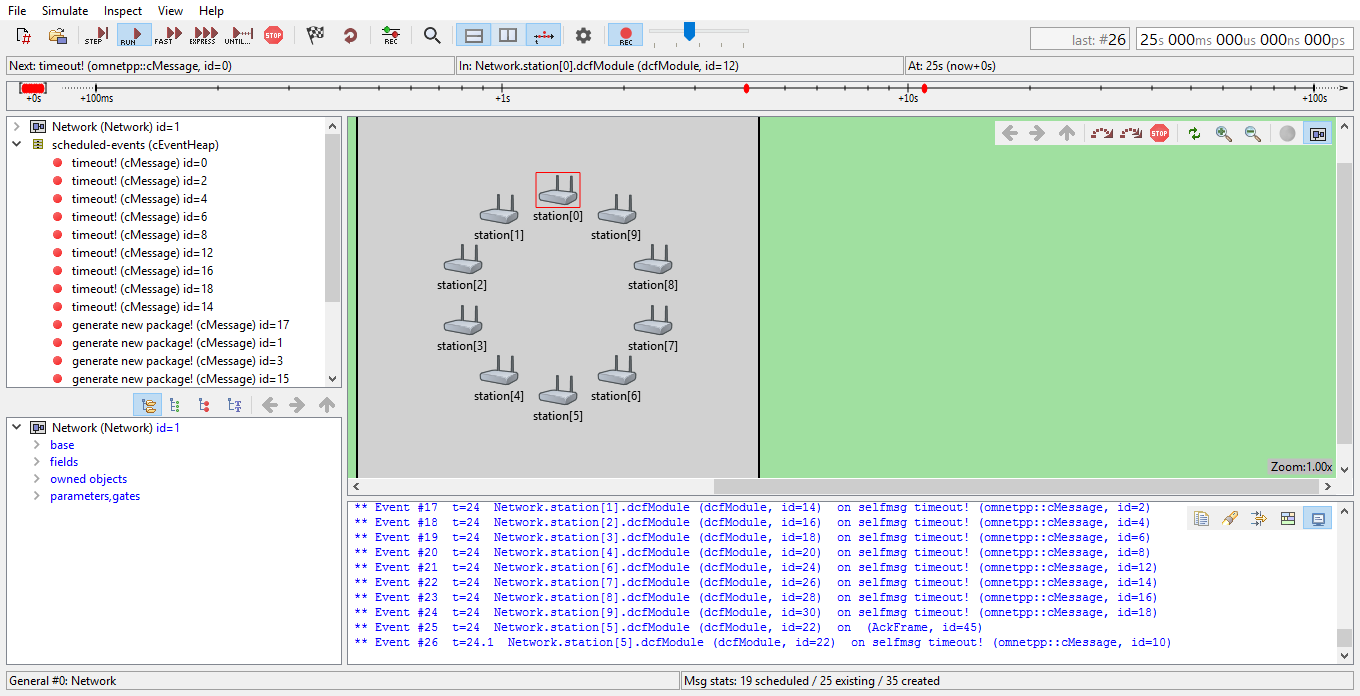 File Simulate Inspect View Help
STEP RUN FAST EXPRESS UNTIL... STOP REC REC last: #26 25s 000ms 000us 000ns 000ps
Next: timeout! (omnetpp::cMessage, id=0) In: Network.station[0].dcfModule (dcfModule, id=12) At: 25s (now+0s)
+0s +100ms +1s +10s +100s
Network (Network) id=1
scheduled-events (cEventHeap)
timeout! (cMessage) id=0
timeout! (cMessage) id=2
timeout! (cMessage) id=4
timeout! (cMessage) id=6
timeout! (cMessage) id=8
timeout! (cMessage) id=12
timeout! (cMessage) id=16
timeout! (cMessage) id=18
timeout! (cMessage) id=14
generate new package! (cMessage) id=17
generate new package! (cMessage) id=1
generate new package! (cMessage) id=3
generate new package! (cMessage) id=15
Network (Network) id=1
base
fields
owned objects
parameters,gates
STOP
station[0]
station[1] station[9]
station[2] station[8]
station[3] station[7]
station[4] station[6]
station[5]
Zoom:1.00x
** Event #17 t=24 Network.station[1].dcfModule (dcfModule, id=14) on selfmsg timeout! (omnetpp::cMessage, id=2)
** Event #18 t=24 Network.station[2].dcfModule (dcfModule, id=16) on selfmsg timeout! (omnetpp::cMessage, id=4)
** Event #19 t=24 Network.station[3].dcfModule (dcfModule, id=18) on selfmsg timeout! (omnetpp::cMessage, id=6)
** Event #20 t=24 Network.station[4].dcfModule (dcfModule, id=20) on selfmsg timeout! (omnetpp::cMessage, id=8)
** Event #21 t=24 Network.station[6].dcfModule (dcfModule, id=24) on selfmsg timeout! (omnetpp::cMessage, id=12)
** Event #22 t=24 Network.station[7].dcfModule (dcfModule, id=26) on selfmsg timeout! (omnetpp::cMessage, id=14)
** Event #23 t=24 Network.station[8].dcfModule (dcfModule, id=28) on selfmsg timeout! (omnetpp::cMessage, id=16)
** Event #24 t=24 Network.station[9].dcfModule (dcfModule, id=30) on selfmsg timeout! (omnetpp::cMessage, id=18)
** Event #25 t=24 Network.station[5].dcfModule (dcfModule, id=22) on (AckFrame, id=45)
** Event #26 t=24.1 Network.station[5].dcfModule (dcfModule, id=22) on selfmsg timeout! (omnetpp::cMessage, id=10)
General #0: Network Msg stats: 19 scheduled / 25 existing / 35 created